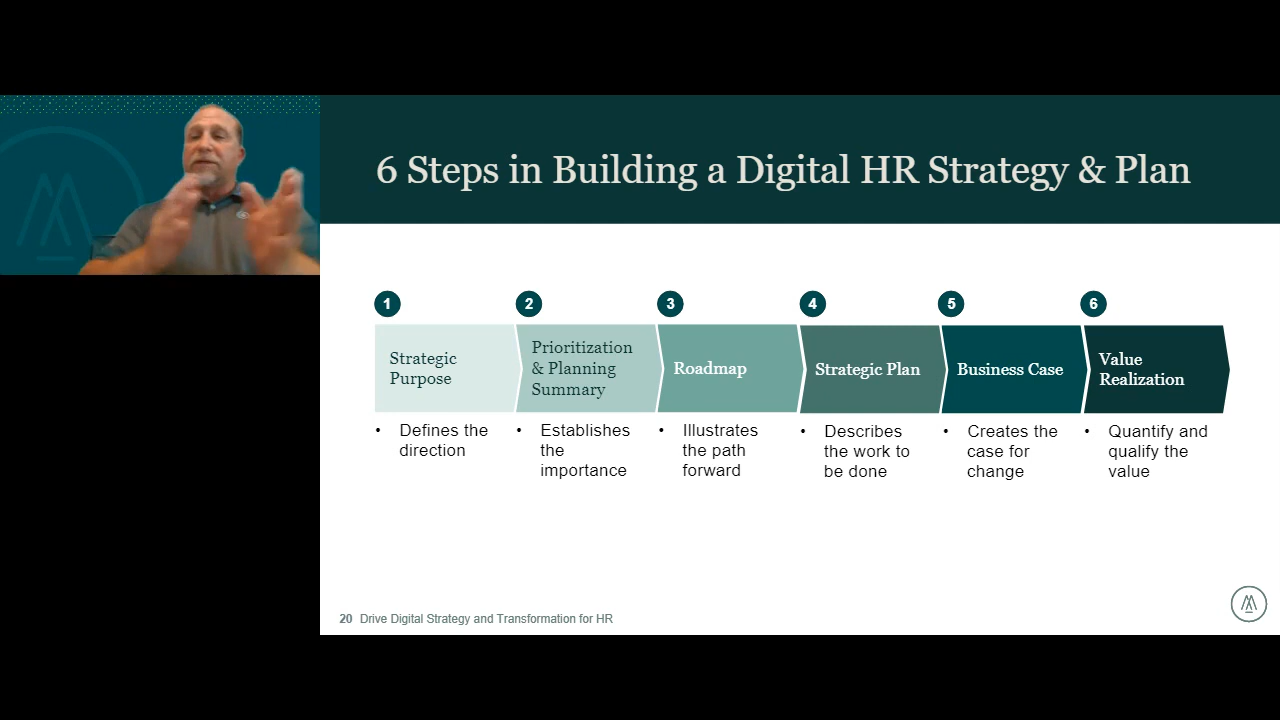 6 Steps in Building a Digital HR Strategy & Plan
1
2
3
4
5
6
Strategic
Purpose
Prioritization
& Planning
Summary
Roadmap
Strategic Plan
Business Case
Value
Realization
• Defines the
direction
• Establishes
the
importance
• Illustrates
the path
forward
• Describes
the work to
be done
• Creates the
case for
change
• Quantify and
qualify the
value
20 Drive Digital Strategy and Transformation for HR